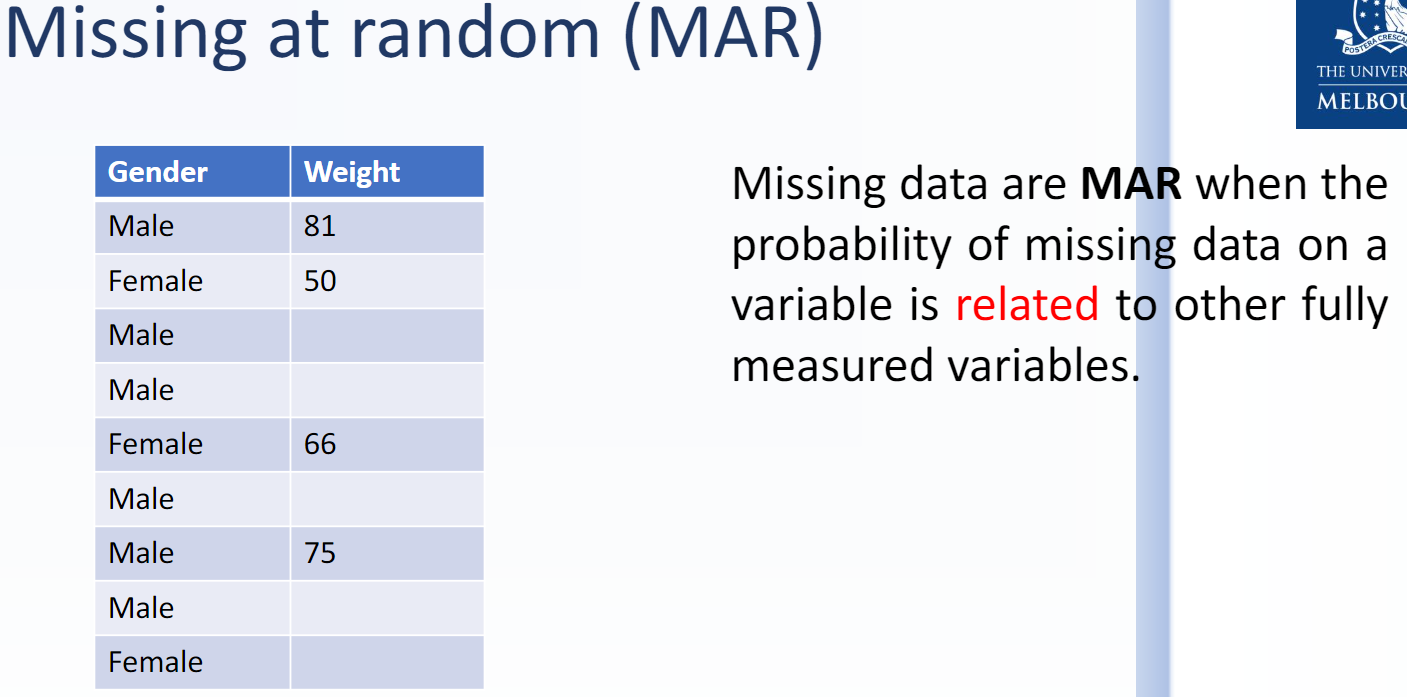 Missing at random (MAR)
POSTERA CRESCA
THE UNIVER
MELBOU
Gender Weight
Male 81
Female 50
Male
Male
Female 66
Male
Male 75
Male
Female
Missing data are MAR when the
probability of missing data on a
variable is related to other fully
measured variables.